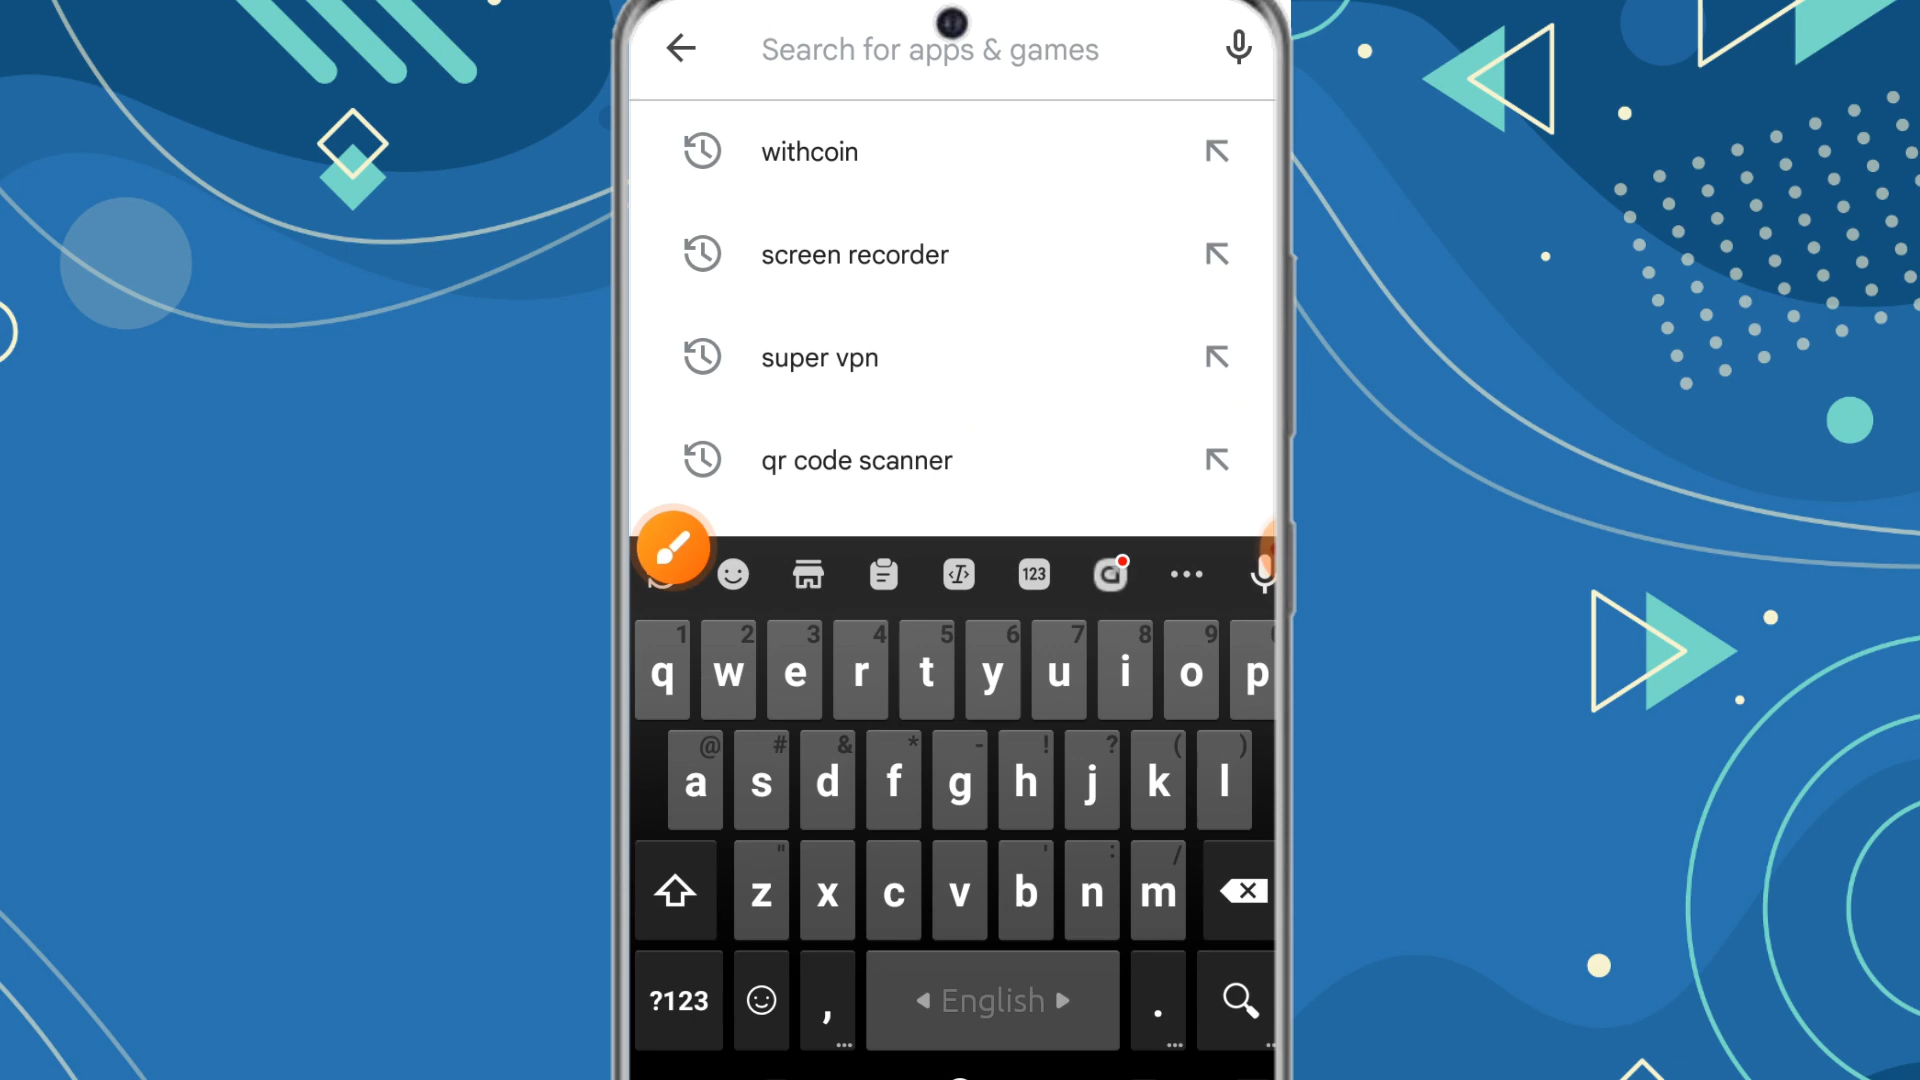 Search for apps & games
withcoin
screen recorder
super vpn
qr code scanner
123
1 2 3 4 5 6 7 8 9
q w e r t y u i o p
@ # & * - ! ? ( )
a s d f g h j k l
" ' : /
z x c v b n m
?123 , English .